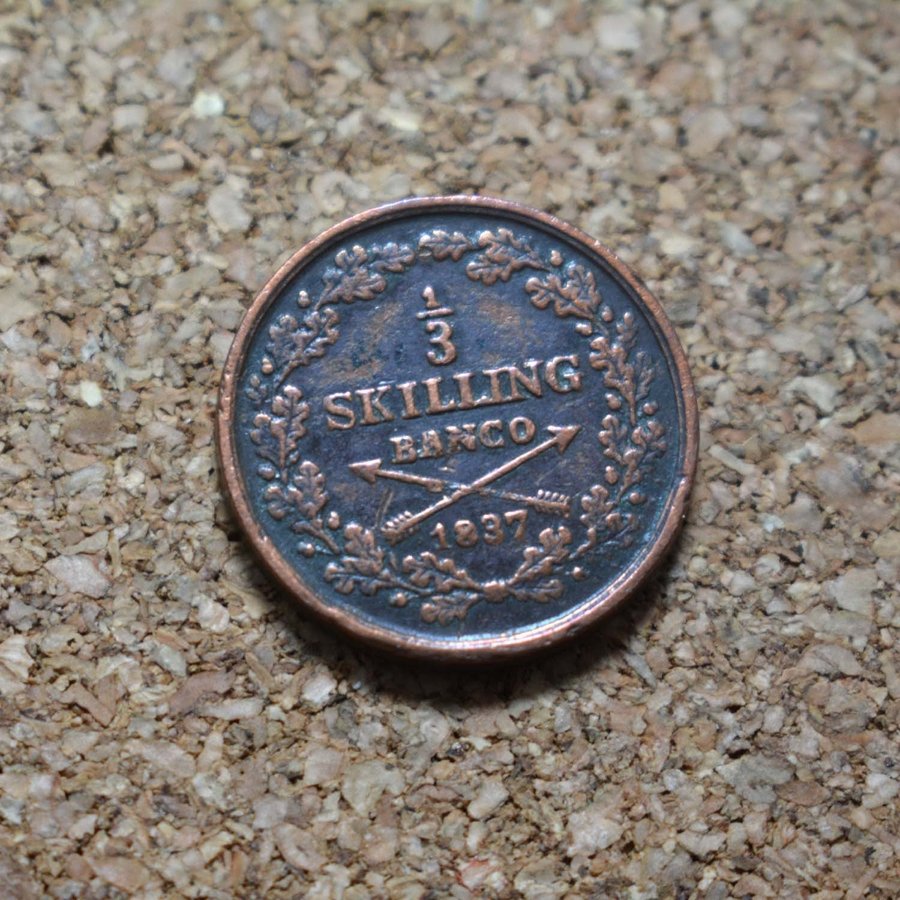 1/3
SKILLING
BANCO
1837